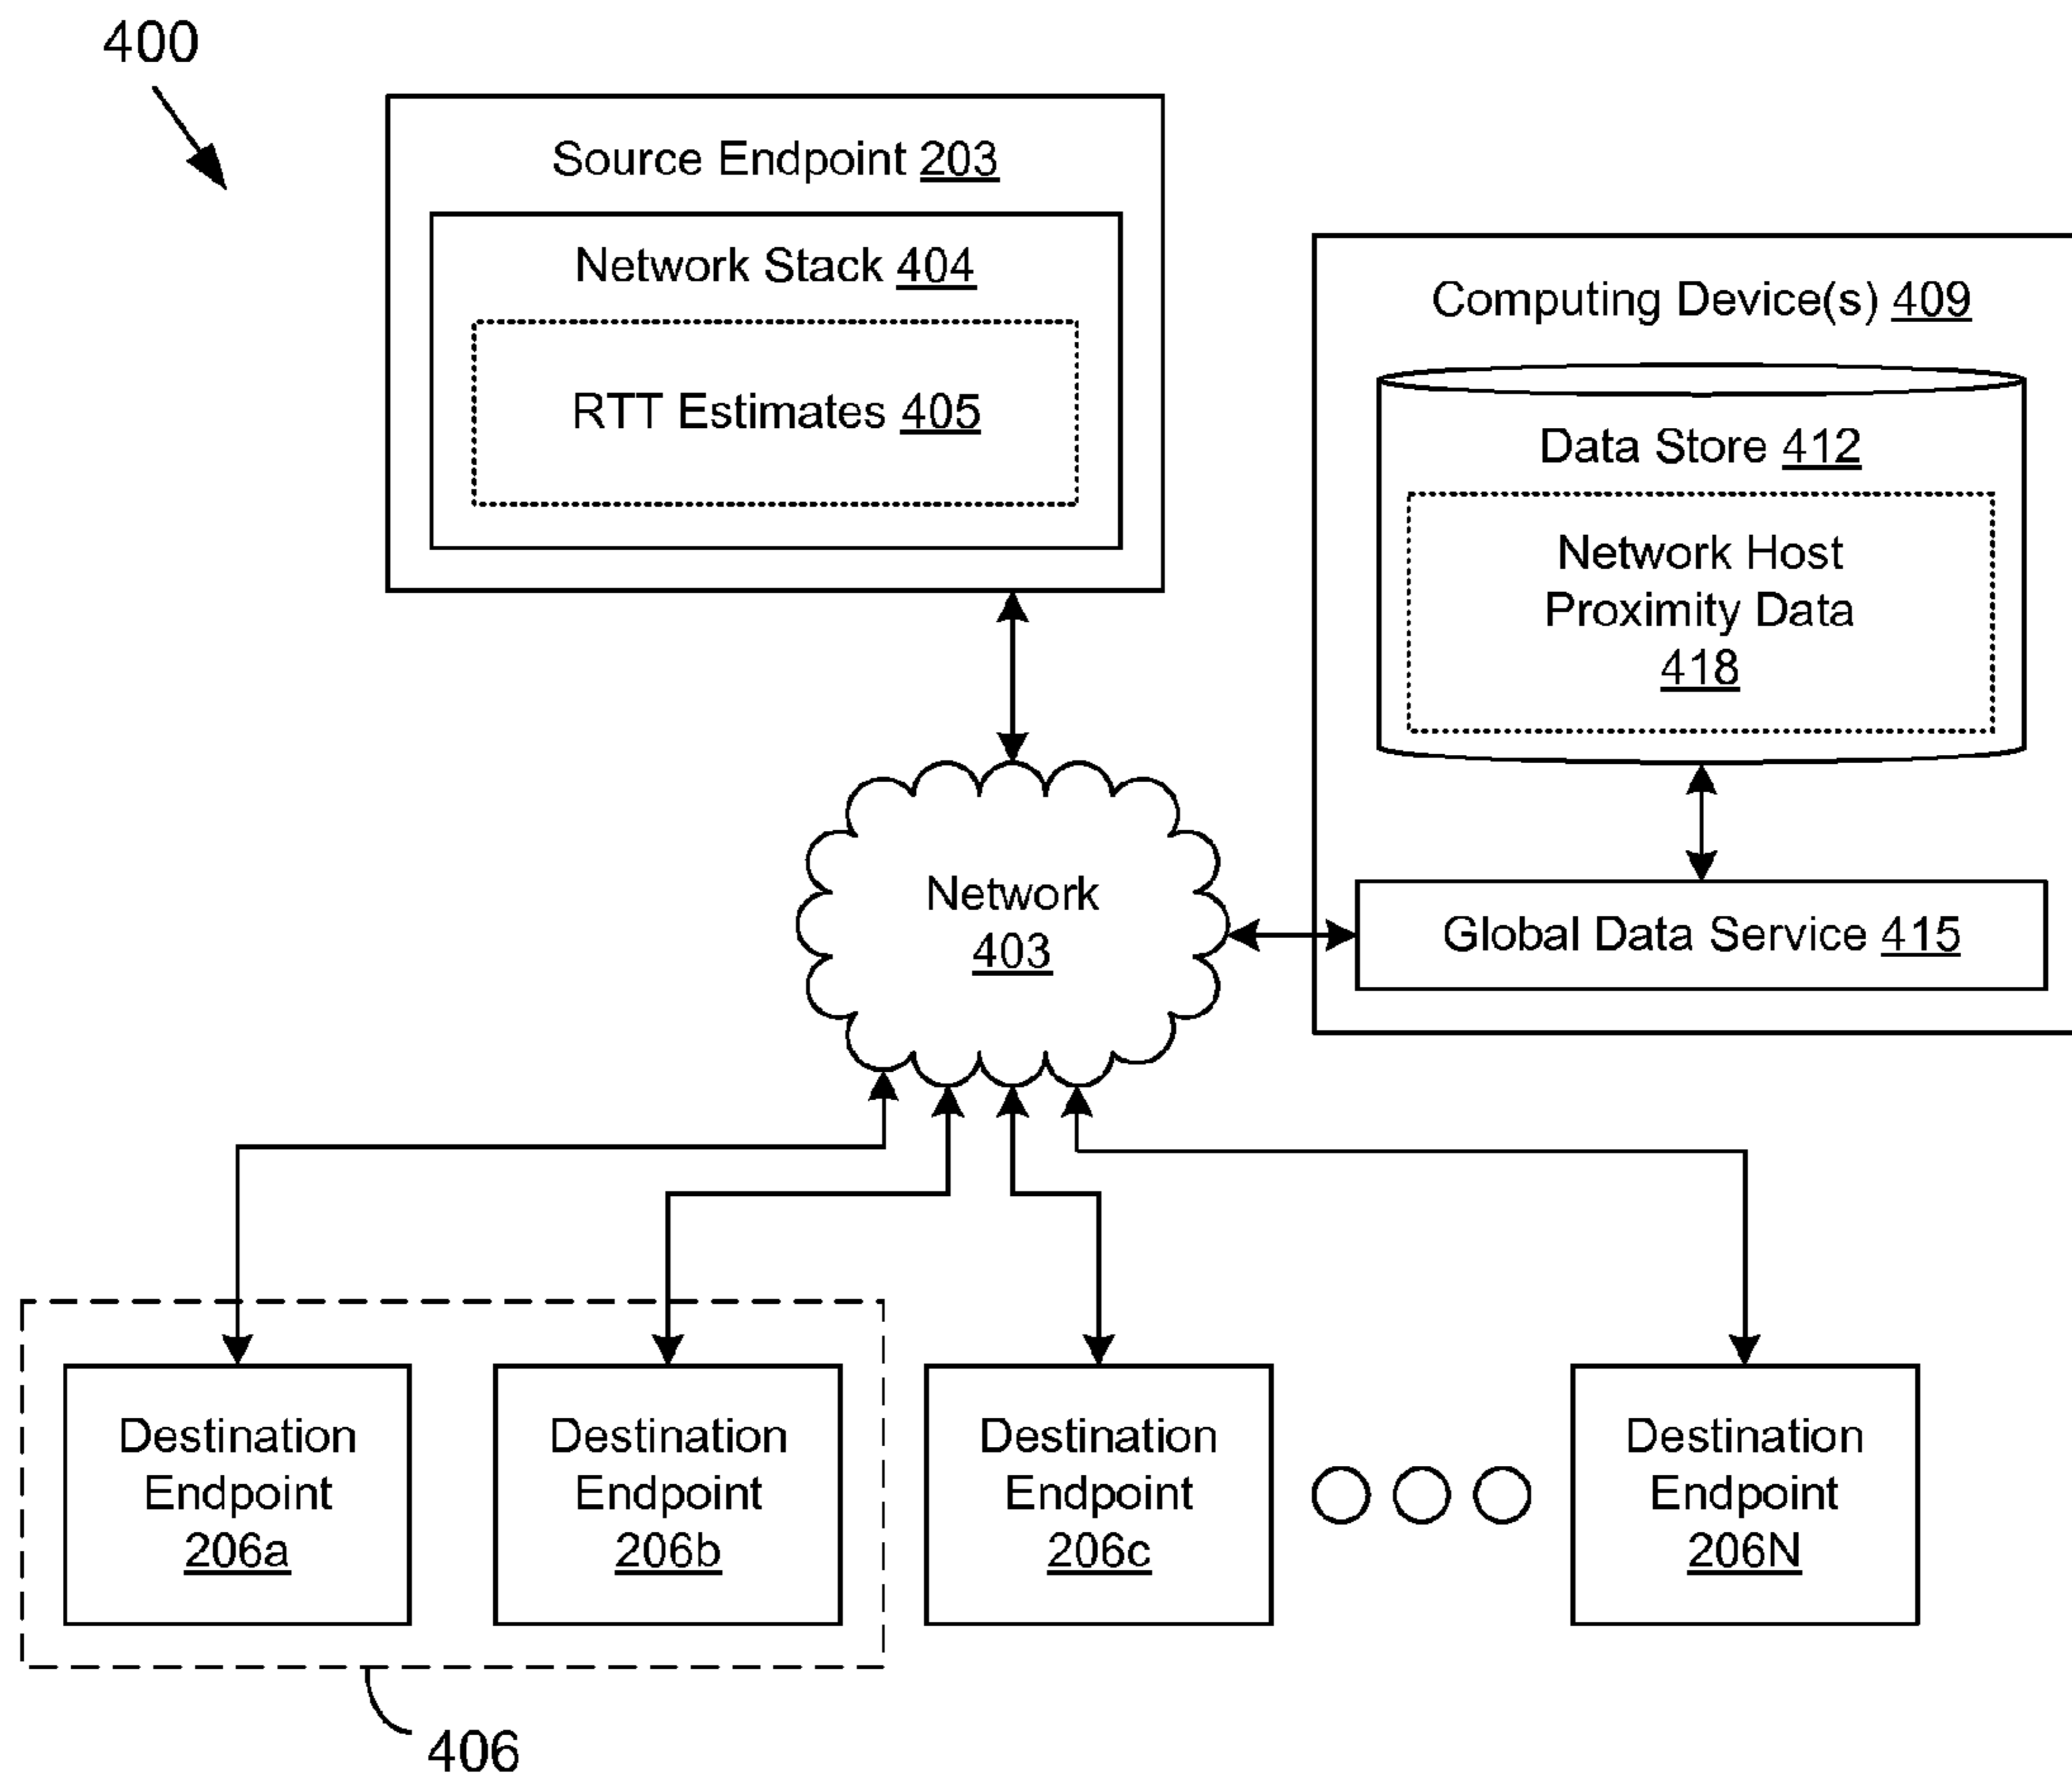 400
Source Endpoint 203
Network Stack 404
RTT Estimates 405
Computing Device(s) 409
Data Store 412
Network Host
Proximity Data
418
Network
403
Global Data Service 415
Destination
Endpoint
206a
Destination
Endpoint
206b
Destination
Endpoint
206c
Destination
Endpoint
206N
406